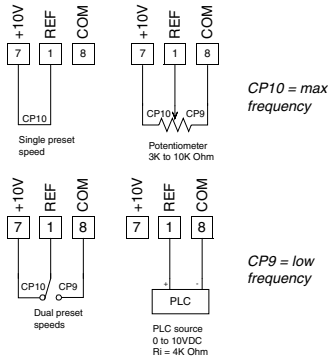 +10V REF COM
7 1 8
CP10
Single preset
speed
+10V REF COM
7 1 8
CP10 CP9
Potentiometer
3K to 10K Ohm
CP10 = max
frequency
+10V REF COM
7 1 8
CP10 CP9
Dual preset
speeds
+10V REF COM
7 1 8
+ -
PLC
PLC source
0 to 10VDC
Ri = 4K Ohm
CP9 = low
frequency